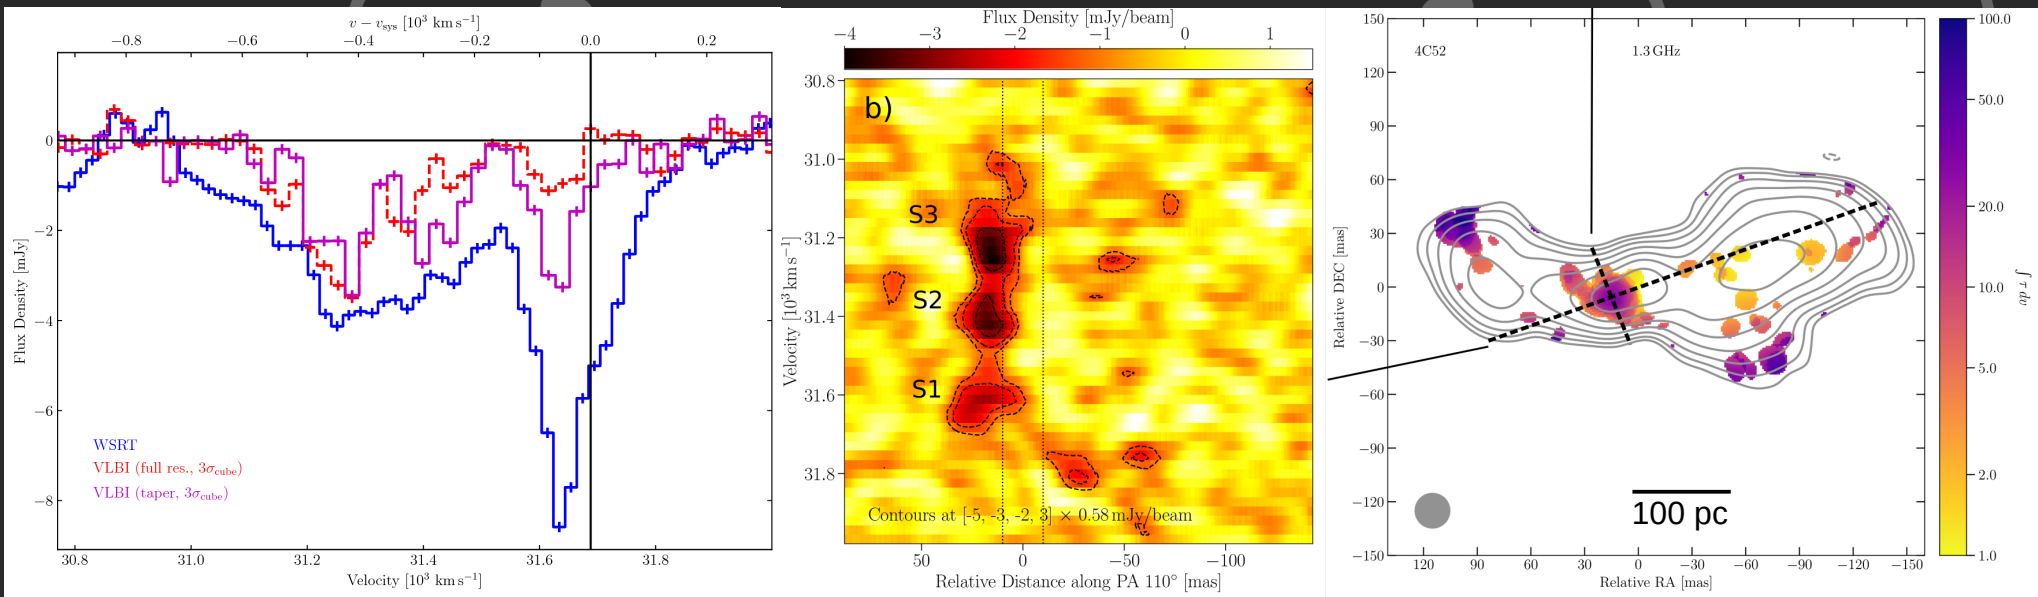 v − v_sys [10³ km s⁻¹]
−0.8 −0.6 −0.4 −0.2 0.0 0.2
0
−2
−4
−6
−8
Flux Density [mJy]
WSRT
VLBI (full res., 3σ_cube)
VLBI (taper, 3σ_cube)
30.8 31.0 31.2 31.4 31.6 31.8
Velocity [10³ km s⁻¹]
Flux Density [mJy/beam]
−4 −3 −2 −1 0 1
b)
30.8
31.0
31.2
31.4
31.6
31.8
Velocity [10³ km s⁻¹]
S3
S2
S1
Contours at [-5, -3, -2, 3] × 0.58 mJy/beam
50 0 −50 −100
Relative Distance along PA 110° [mas]
4C52
1.3 GHz
150
120
90
60
30
0
−30
−60
−90
−120
−150
Relative DEC [mas]
100 pc
120 90 60 30 0 −30 −60 −90 −120 −150
Relative RA [mas]
100.0
50.0
20.0
10.0
5.0
2.0
1.0
∫ τ dv